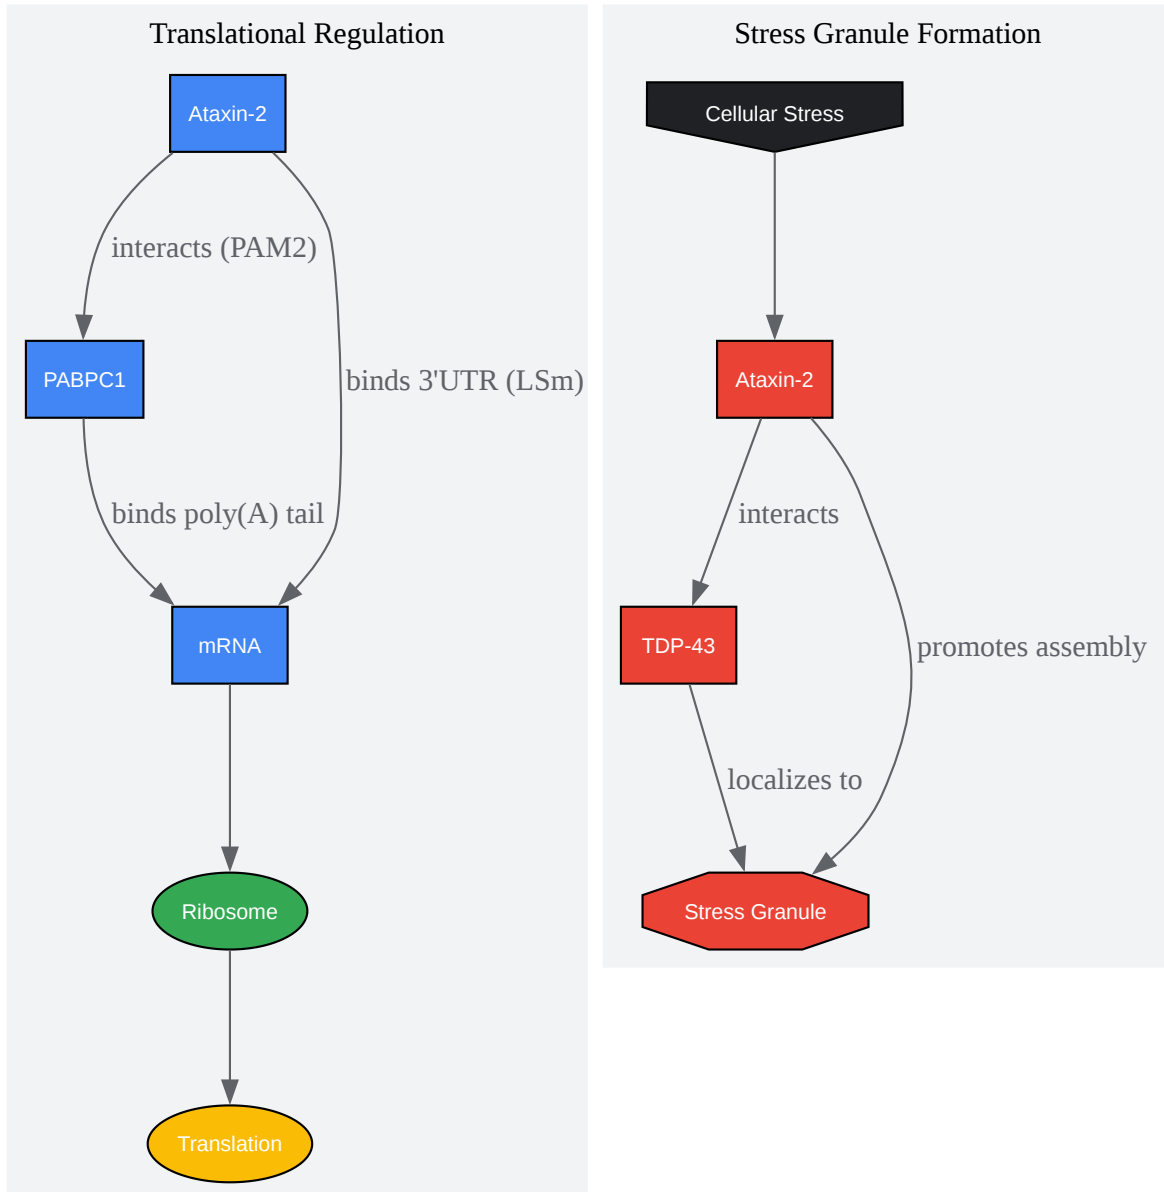 Translational Regulation
Ataxin-2
interacts (PAM2)
PABPC1
binds 3'UTR (LSm)
binds poly(A) tail
mRNA
Ribosome
Translation
Stress Granule Formation
Cellular Stress
Ataxin-2
interacts
TDP-43
promotes assembly
localizes to
Stress Granule